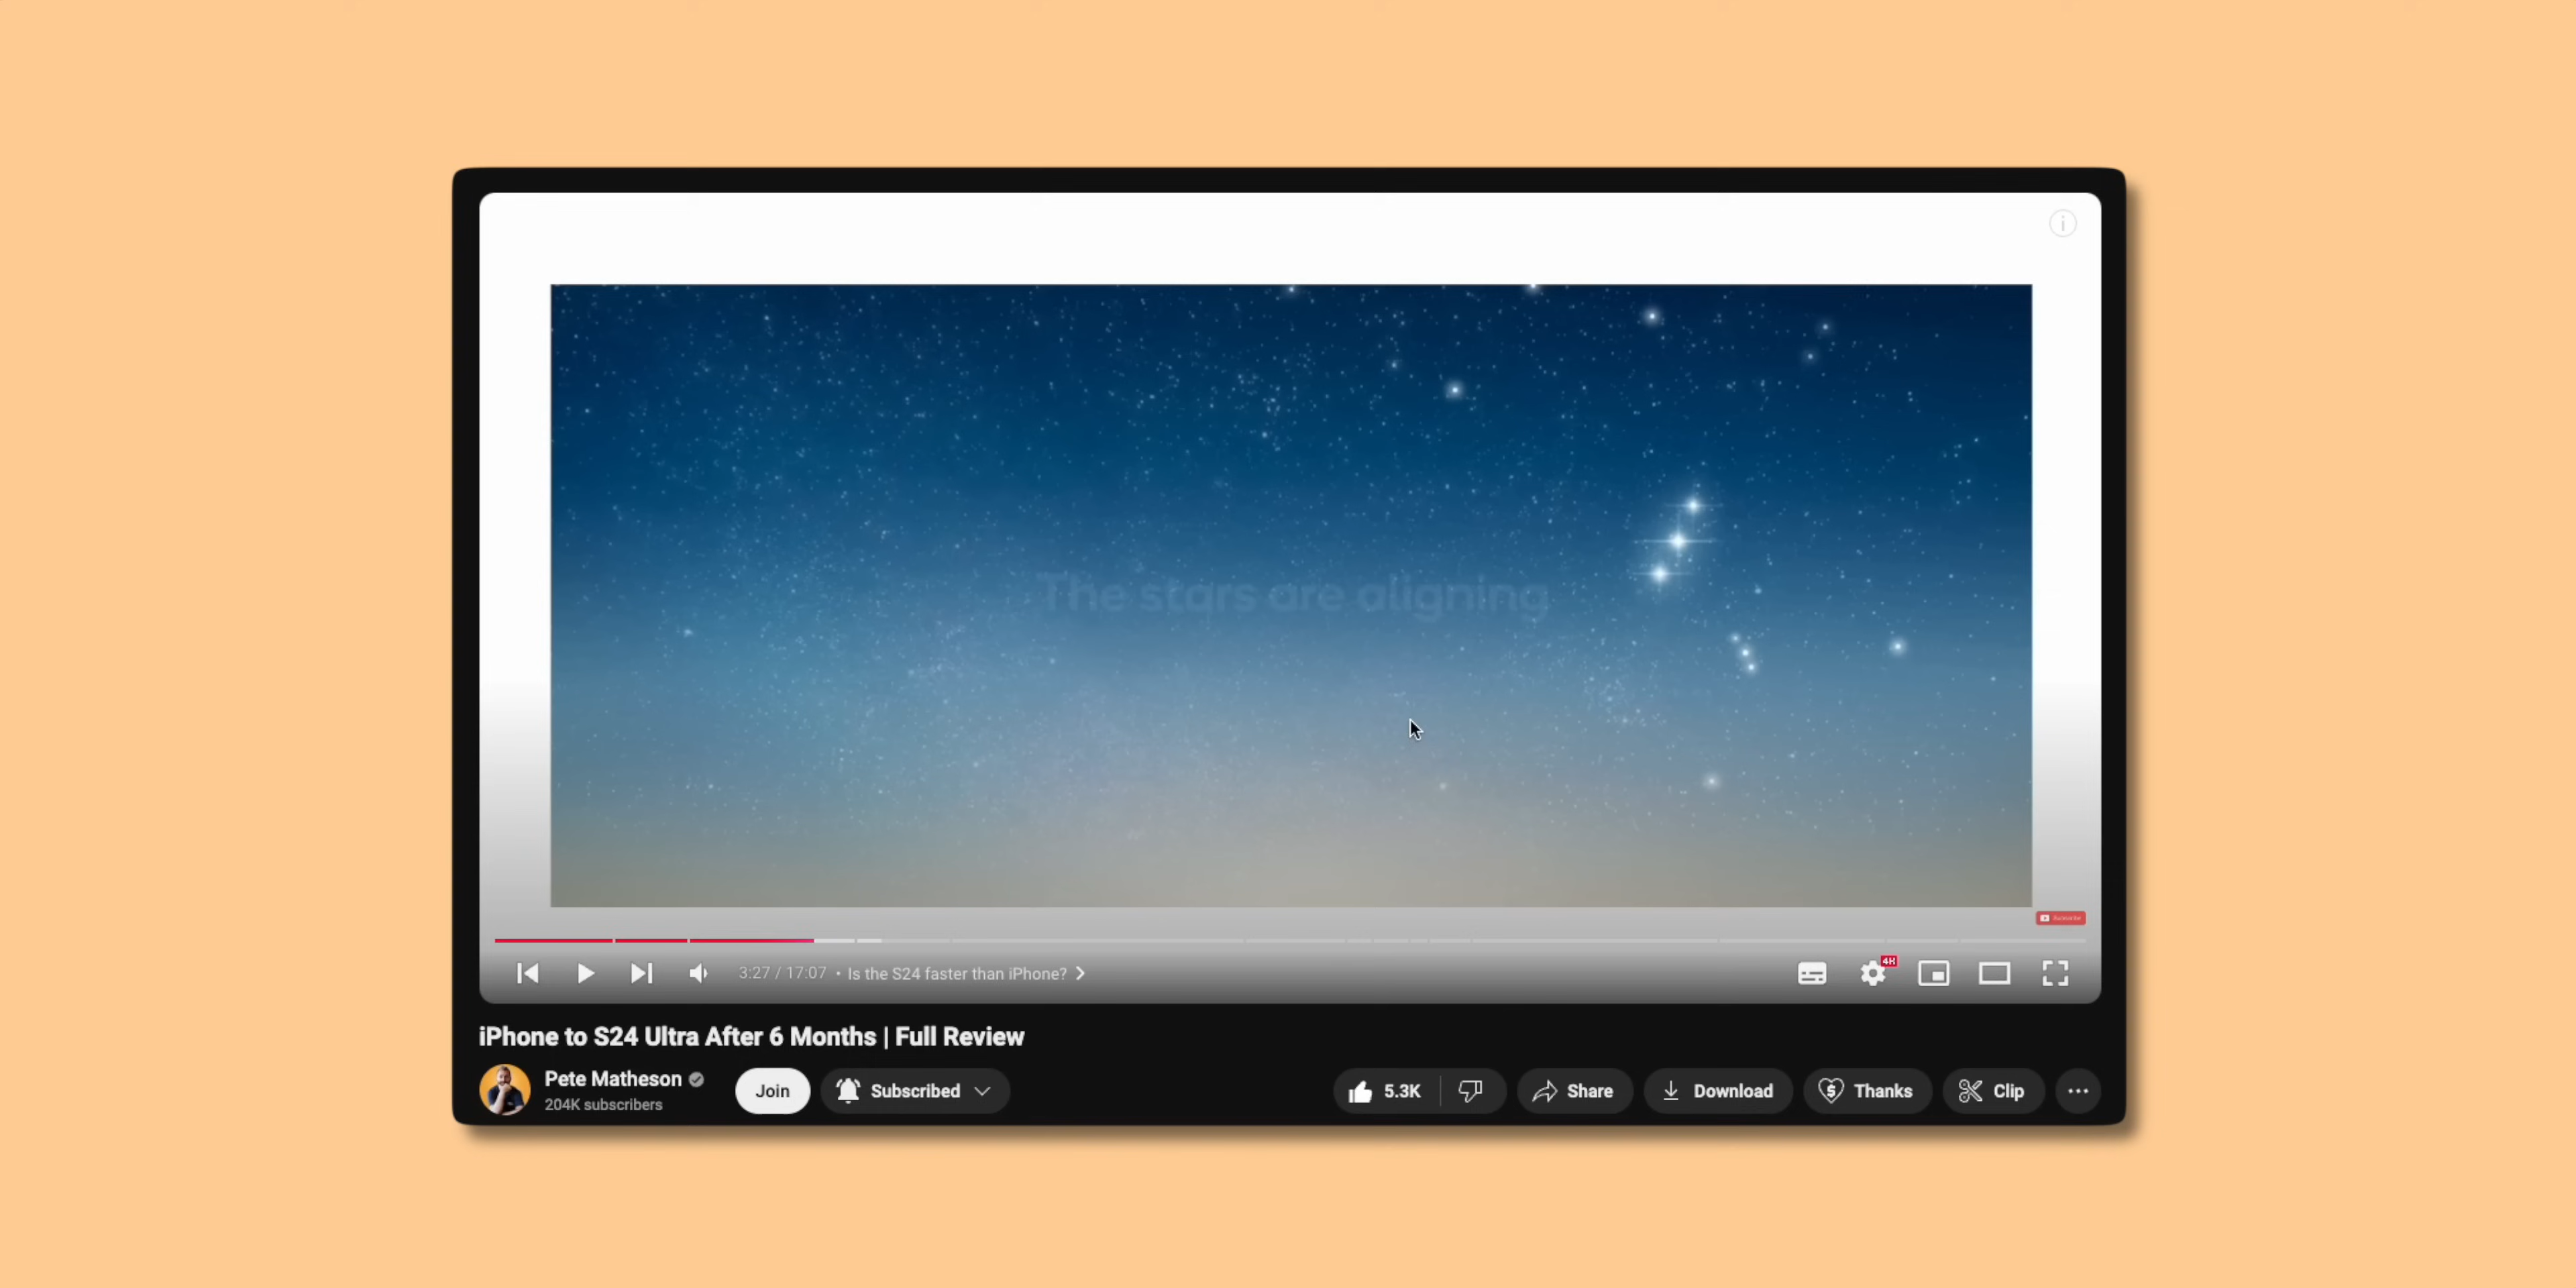 The stars are aligning
3:27 / 17:07 • Is the S24 faster than iPhone?
iPhone to S24 Ultra After 6 Months | Full Review
Pete Matheson
204K subscribers
Join
Subscribed
5.3K
Share
Download
Thanks
Clip